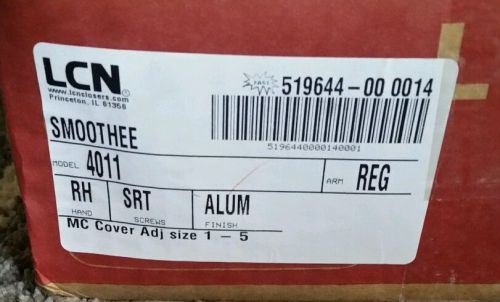 LCN
www.lcnclosers.com
Princeton, IL 61356
FAST 519644-00 0014
5196440000140001
SMOOTHEE
MODEL 4011 ARM REG
RH SRT ALUM
HAND SCREWS FINISH
MC Cover Adj size 1 - 5